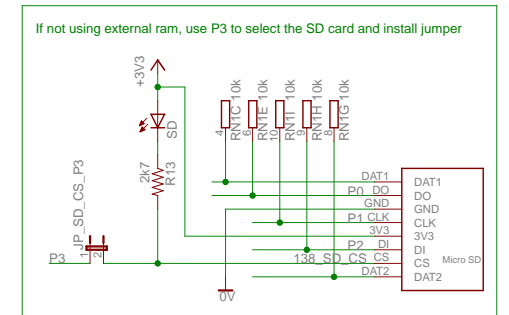 If not using external ram, use P3 to select the SD card and install jumper
+3V3
SD
2k7
R13
RN1C 10k
4
RN1E 10k
6
RN1I 10k
10
RN1H 10k
9
RN1G 10k
8
JP_SD_CS_P3
1
2
P3
0V
DAT1
P0 DO
GND
P1 CLK
3V3
P2 DI
138_SD_CS CS
DAT2
DAT1
DO
GND
CLK
3V3
DI
CS
DAT2
Micro SD